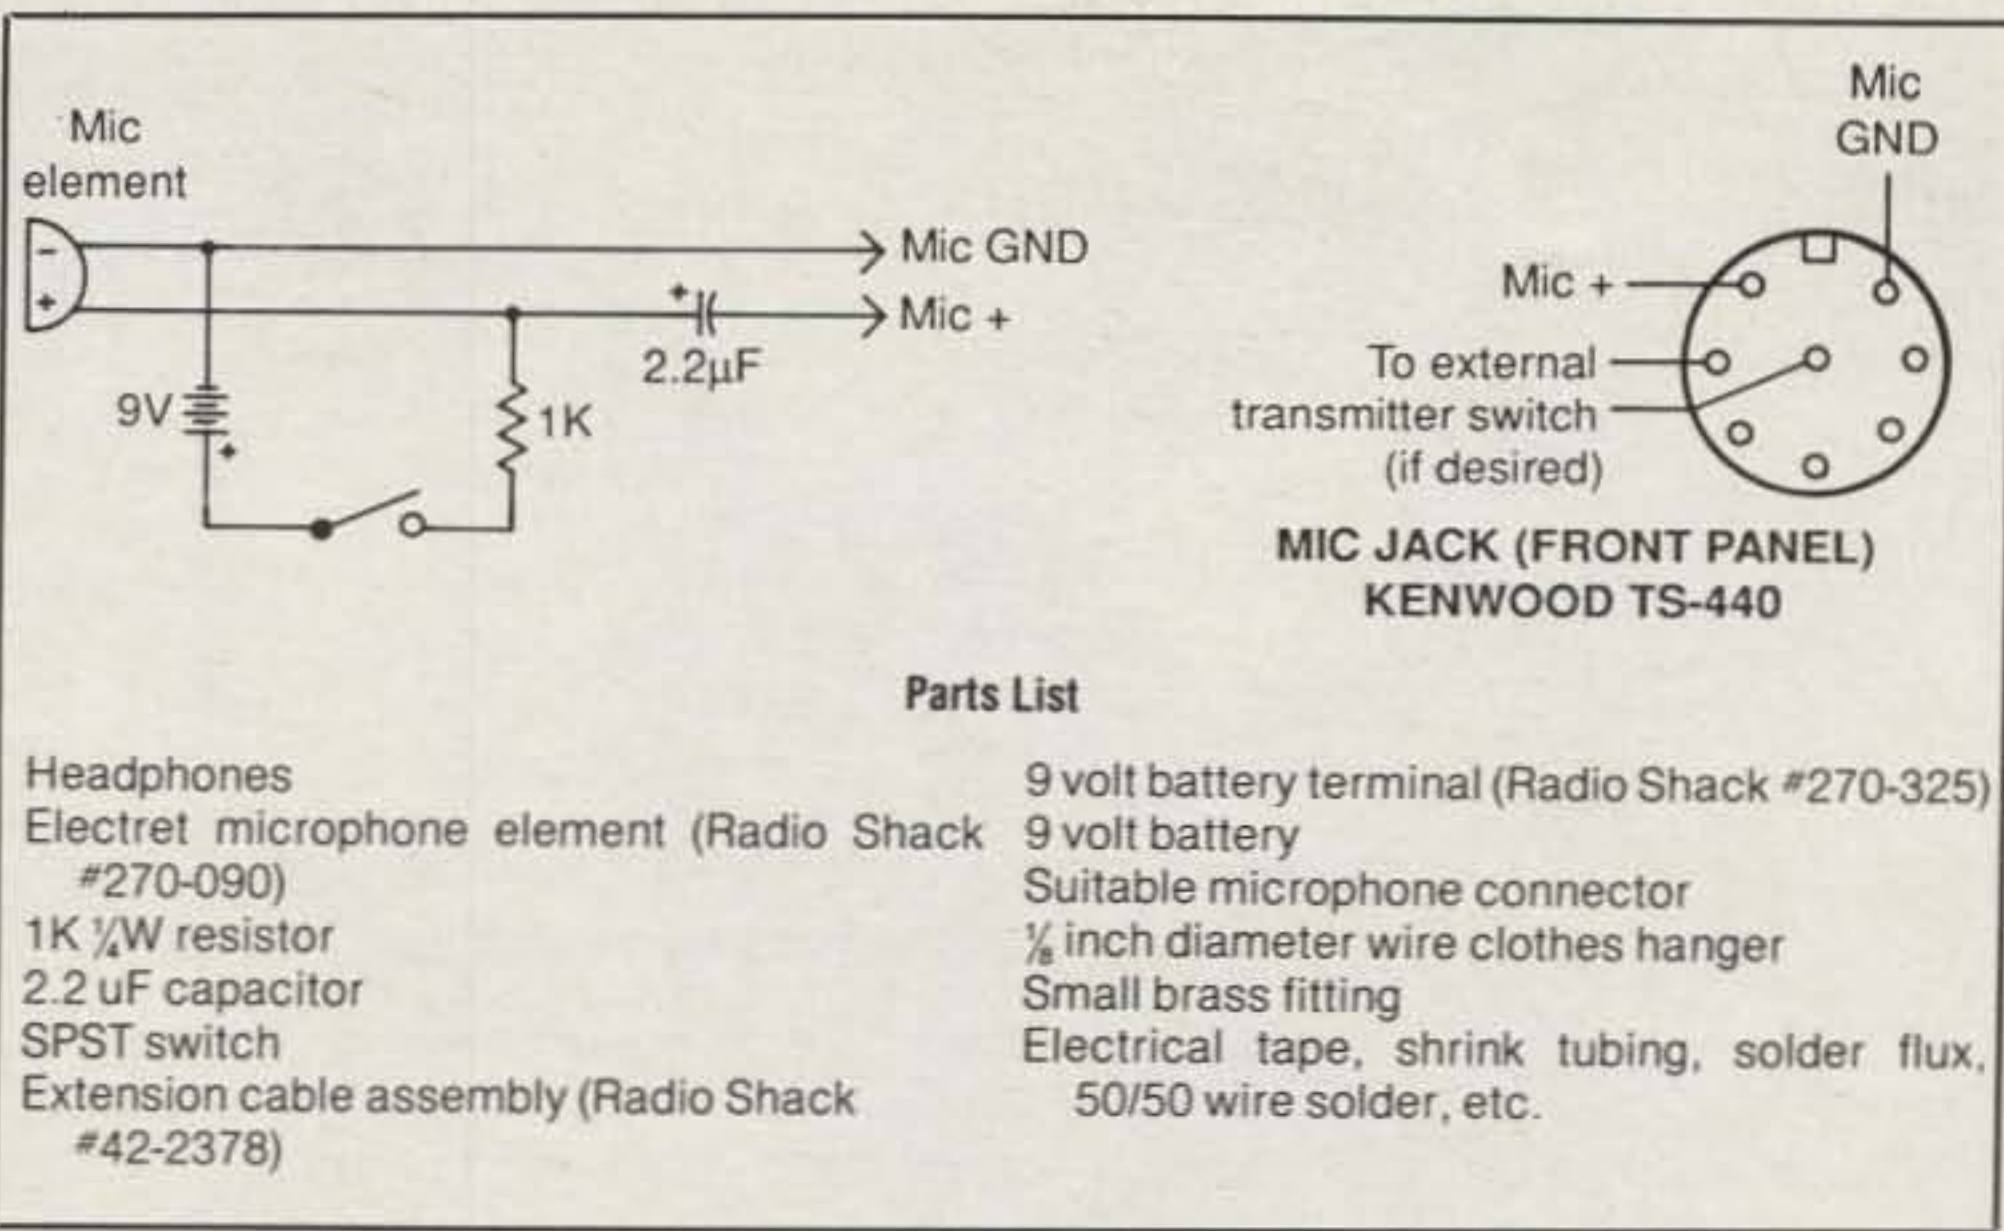 Mic
element
-
+
Mic GND
+
Mic +
2.2µF
9V
+
1K
Mic
GND
Mic +
To external
transmitter switch
(if desired)
MIC JACK (FRONT PANEL)
KENWOOD TS-440
Parts List
Headphones
Electret microphone element (Radio Shack
#270-090)
1K ¼W resistor
2.2 uF capacitor
SPST switch
Extension cable assembly (Radio Shack
#42-2378)
9 volt battery terminal (Radio Shack #270-325)
9 volt battery
Suitable microphone connector
⅛ inch diameter wire clothes hanger
Small brass fitting
Electrical tape, shrink tubing, solder flux,
50/50 wire solder, etc.